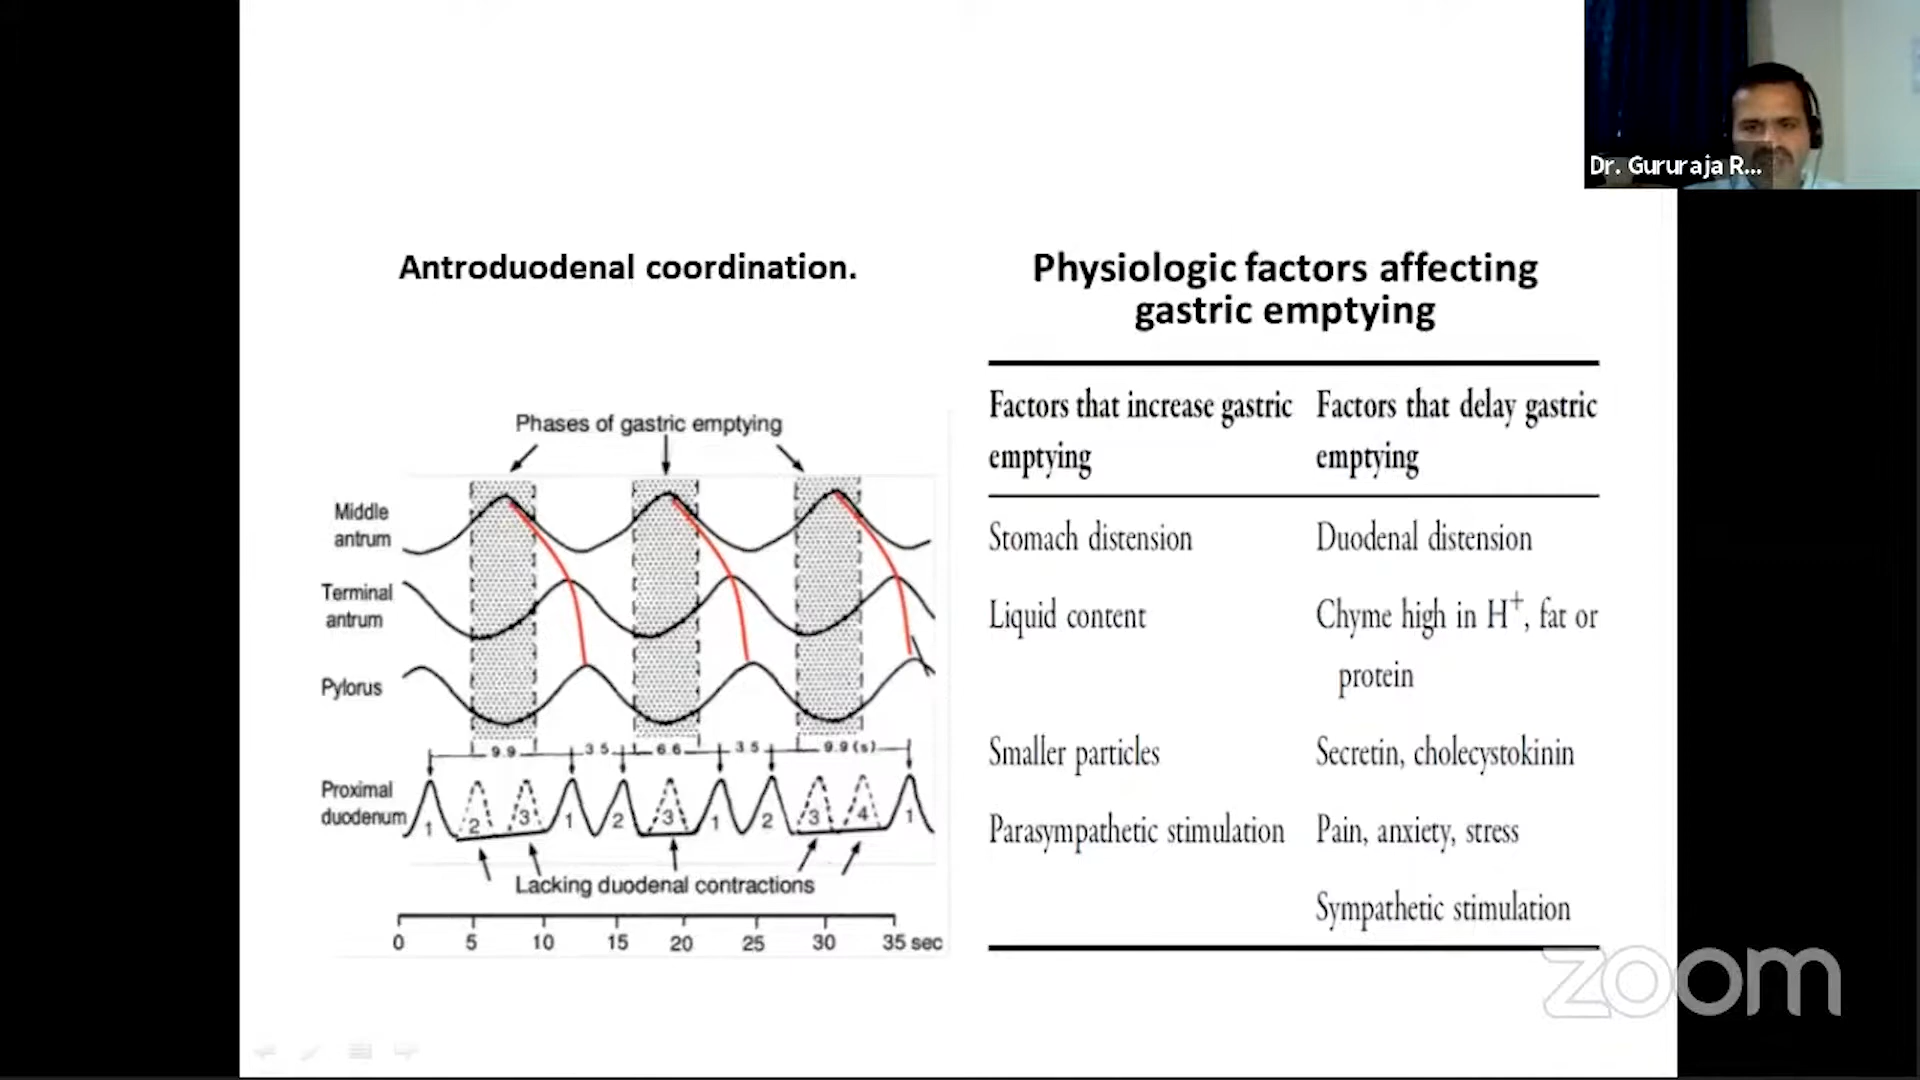 Dr. Gururaja R...
Antroduodenal coordination.
Phases of gastric emptying
Middle
antrum
Terminal
antrum
Pylorus
9.9 3 5 6 6 3 5 9.9 (s)
Proximal
duodenum
1 2 3 1 2 3 1 2 3 4 1
Lacking duodenal contractions
0 5 10 15 20 25 30 35 sec
Physiologic factors affecting
gastric emptying
Factors that increase gastric
emptying
Factors that delay gastric
emptying
Stomach distension
Duodenal distension
Liquid content
Chyme high in H+, fat or
protein
Smaller particles
Secretin, cholecystokinin
Parasympathetic stimulation
Pain, anxiety, stress
Sympathetic stimulation
zoom